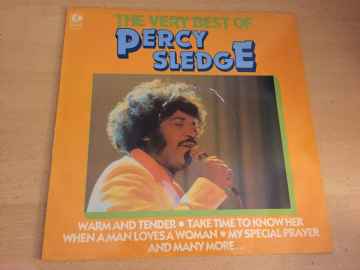 THE VERY BEST OF
PERCY
SLEDGE
WARM AND TENDER • TAKE TIME TO KNOW HER
WHEN A MAN LOVES A WOMAN • MY SPECIAL PRAYER
AND MANY MORE...